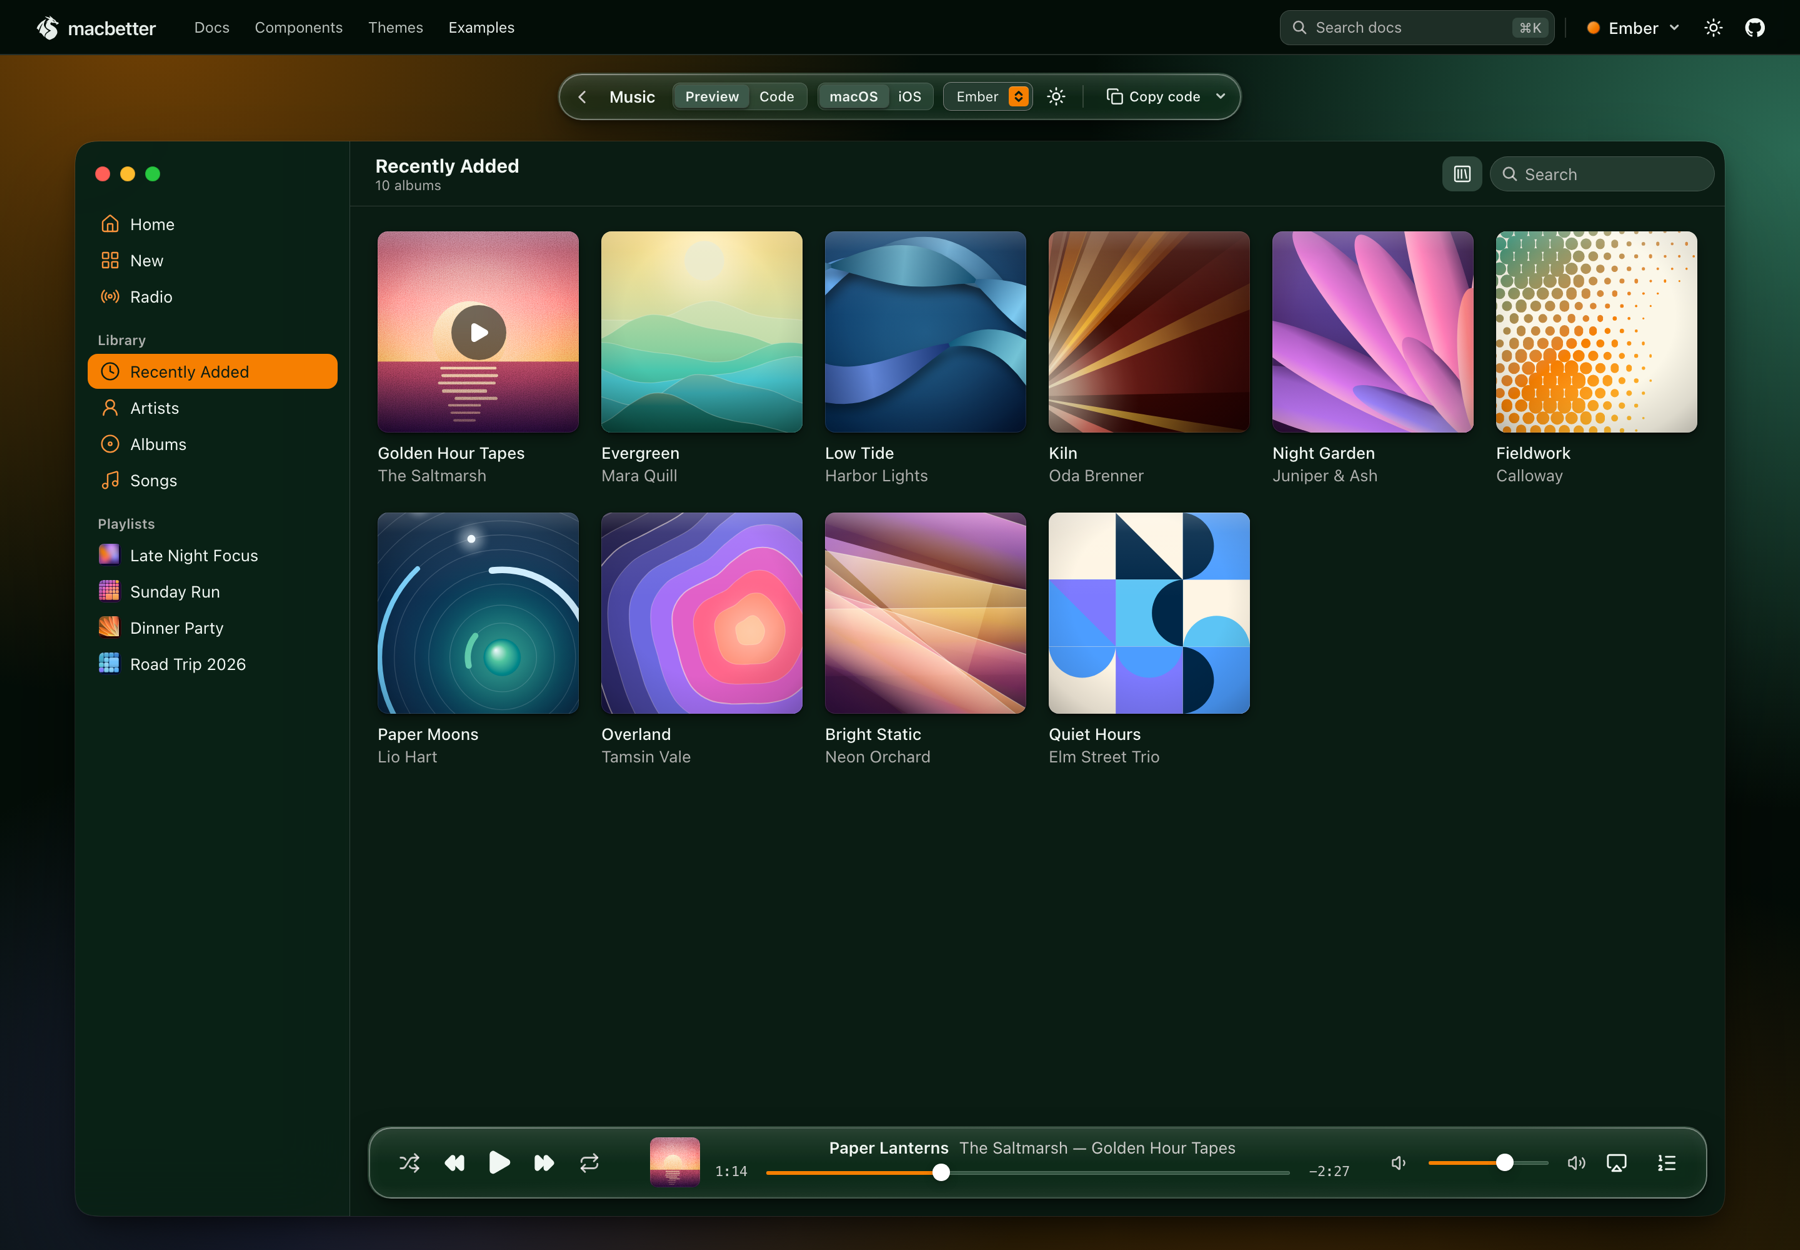 macbetter Docs Components Themes Examples Search docs ⌘K Ember
Music Preview Code macOS iOS Ember Copy code
Recently Added
10 albums
Search
Home
New
Radio
Library
Recently Added
Artists
Albums
Songs
Playlists
Late Night Focus
Sunday Run
Dinner Party
Road Trip 2026
Golden Hour Tapes
The Saltmarsh
Evergreen
Mara Quill
Low Tide
Harbor Lights
Kiln
Oda Brenner
Night Garden
Juniper & Ash
Fieldwork
Calloway
Paper Moons
Lio Hart
Overland
Tamsin Vale
Bright Static
Neon Orchard
Quiet Hours
Elm Street Trio
Paper Lanterns The Saltmarsh — Golden Hour Tapes
1:14 −2:27